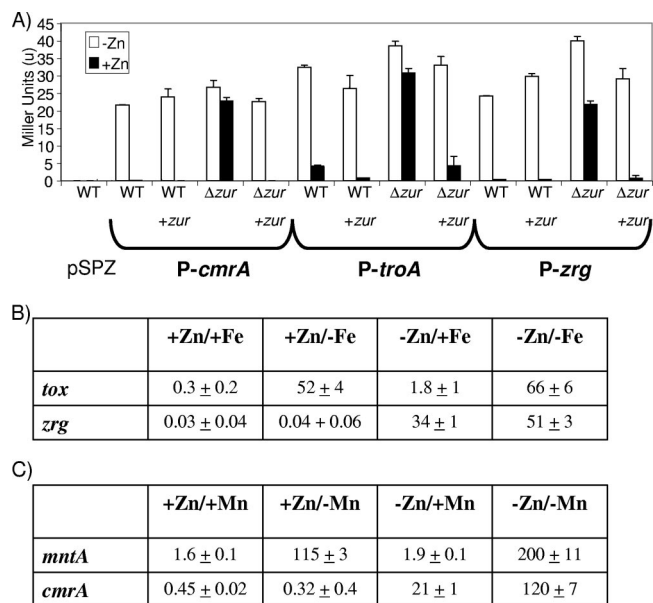 A)
Miller Units (u)
45
40
35
30
25
20
15
10
5
0
-Zn
+Zn
WT WT WT Δzur Δzur WT WT Δzur Δzur WT WT Δzur Δzur
+zur +zur +zur +zur +zur +zur
pSPZ P-cmrA P-troA P-zrg
B)
+Zn/+Fe +Zn/-Fe -Zn/+Fe -Zn/-Fe
tox 0.3 ± 0.2 52 ± 4 1.8 ± 1 66 ± 6
zrg 0.03 ± 0.04 0.04 + 0.06 34 ± 1 51 ± 3
C)
+Zn/+Mn +Zn/-Mn -Zn/+Mn -Zn/-Mn
mntA 1.6 ± 0.1 115 ± 3 1.9 ± 0.1 200 ± 11
cmrA 0.45 ± 0.02 0.32 ± 0.4 21 ± 1 120 ± 7